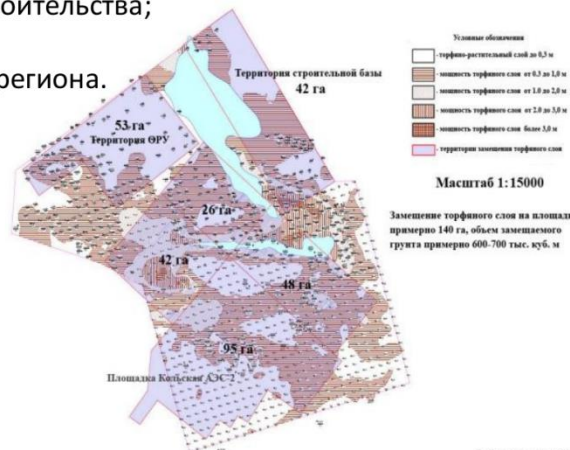 оительства;
региона.
Территория строительной базы
42 га
53 га
Территория ОРУ
26 га
42 га
48 га
95 га
Площадка Кольская АЭС-2
Условные обозначения
- торфяно-растительный слой до 0,3 м
- мощность торфяного слоя от 0.3 до 1,0 м
- мощность торфяного слоя от 1.0 до 2,0 м
- мощность торфяного слоя от 2.0 до 3,0 м
- мощность торфяного слоя более 3,0 м
- территория замещения торфяного слоя
Масштаб 1:15000
Замещение торфяного слоя на площади
примерно 140 га, объем замещаемого
грунта примерно 600-700 тыс. куб. м